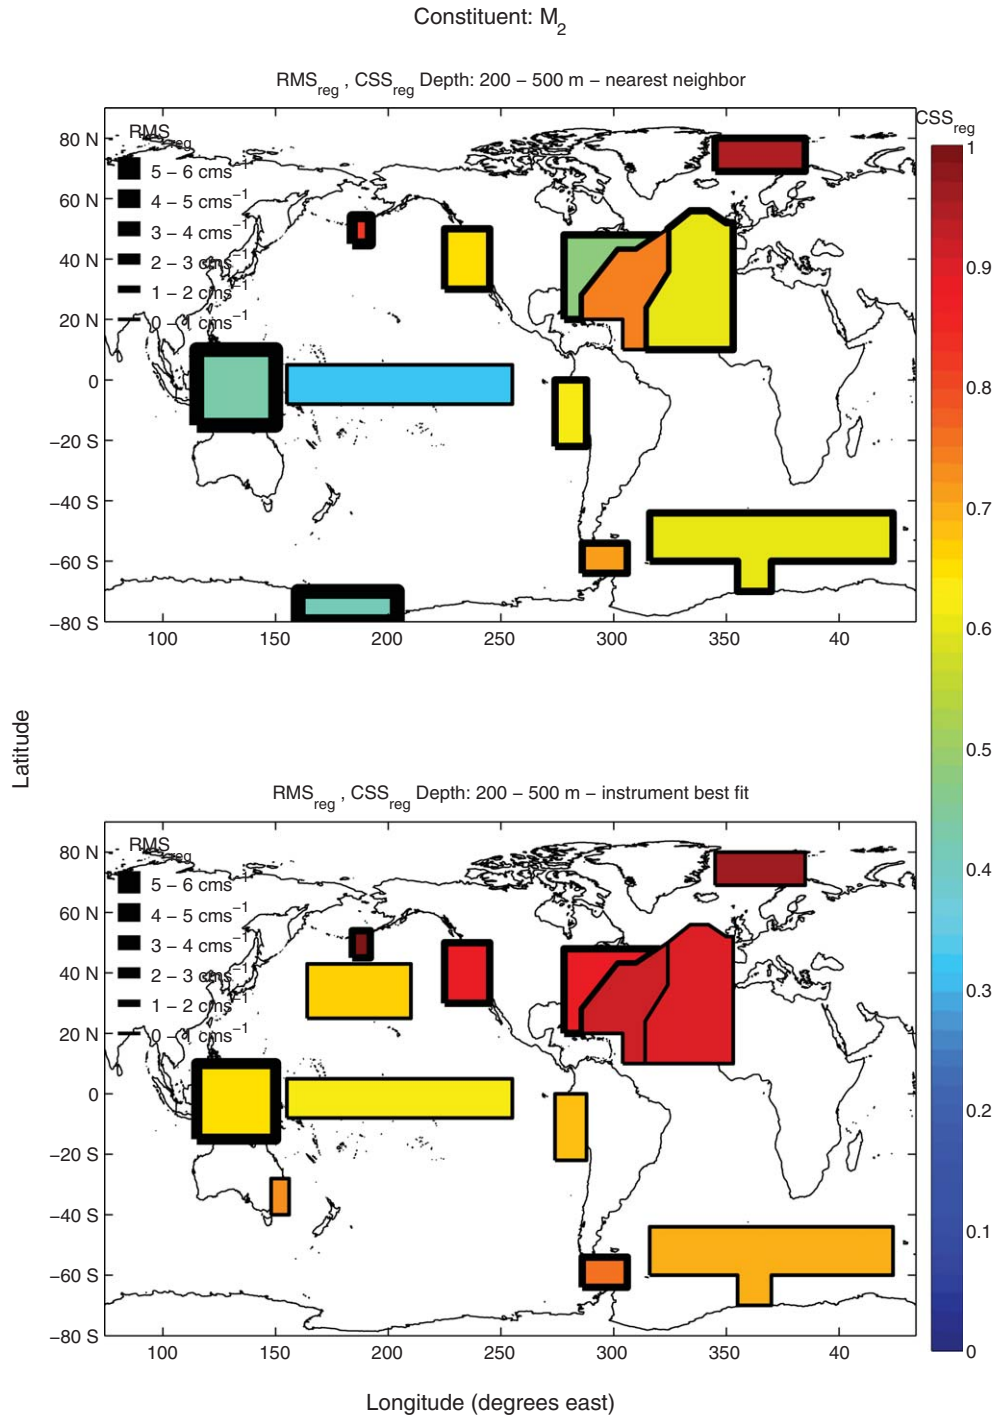 Constituent: M2
RMSreg , CSSreg Depth: 200 – 500 m – nearest neighbor
CSSreg
RMSreg
5 – 6 cms−1
4 – 5 cms−1
3 – 4 cms−1
2 – 3 cms−1
1 – 2 cms−1
0 – 1 cms−1
80 N
60 N
40 N
20 N
0
−20 S
−40 S
−60 S
−80 S
100 150 200 250 300 350 40
1
0.9
0.8
0.7
0.6
0.5
0.4
0.3
0.2
0.1
0
Latitude
RMSreg , CSSreg Depth: 200 – 500 m – instrument best fit
RMSreg
5 – 6 cms−1
4 – 5 cms−1
3 – 4 cms−1
2 – 3 cms−1
1 – 2 cms−1
0 – 1 cms−1
80 N
60 N
40 N
20 N
0
−20 S
−40 S
−60 S
−80 S
100 150 200 250 300 350 40
Longitude (degrees east)